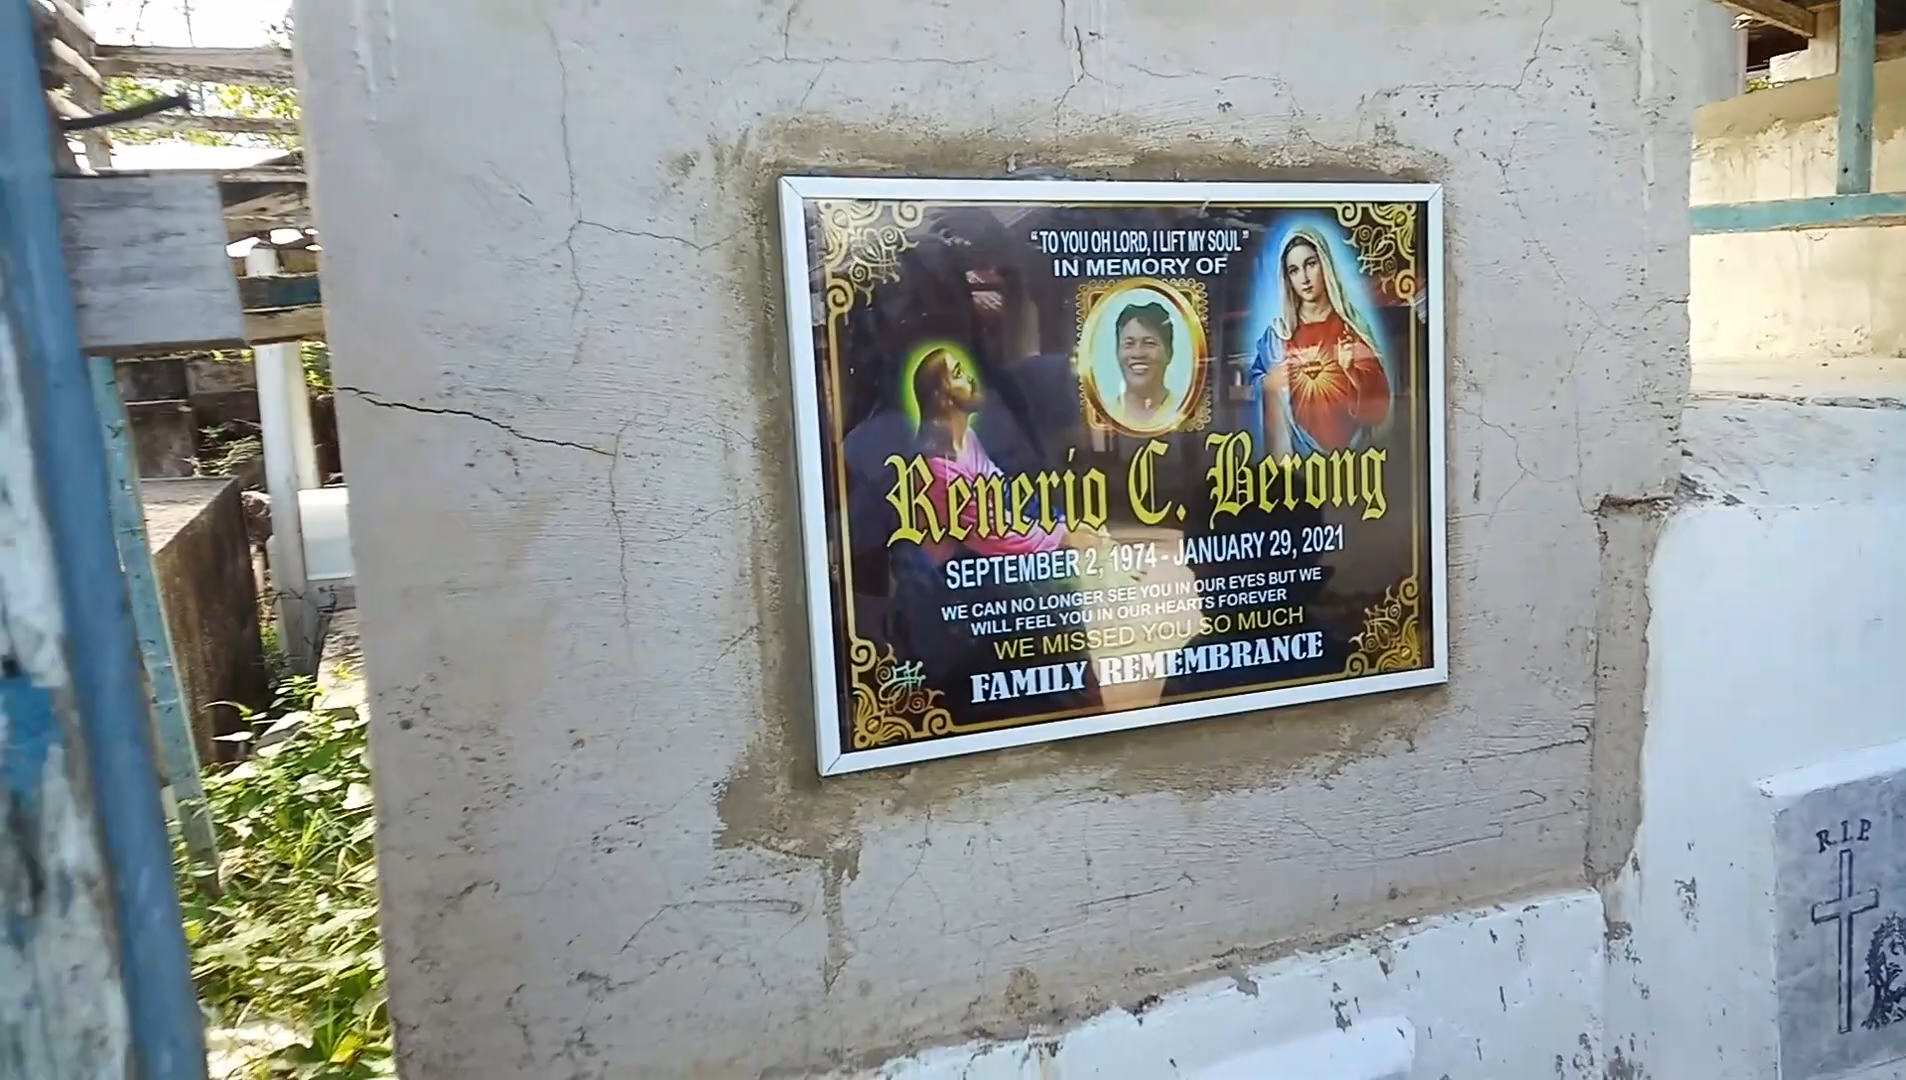 "TO YOU OH LORD, I LIFT MY SOUL"
IN MEMORY OF
Renerio C. Berong
SEPTEMBER 2, 1974 - JANUARY 29, 2021
WE CAN NO LONGER SEE YOU IN OUR EYES BUT WE
WILL FEEL YOU IN OUR HEARTS FOREVER
WE MISSED YOU SO MUCH
FAMILY REMEMBRANCE
R.I.P.